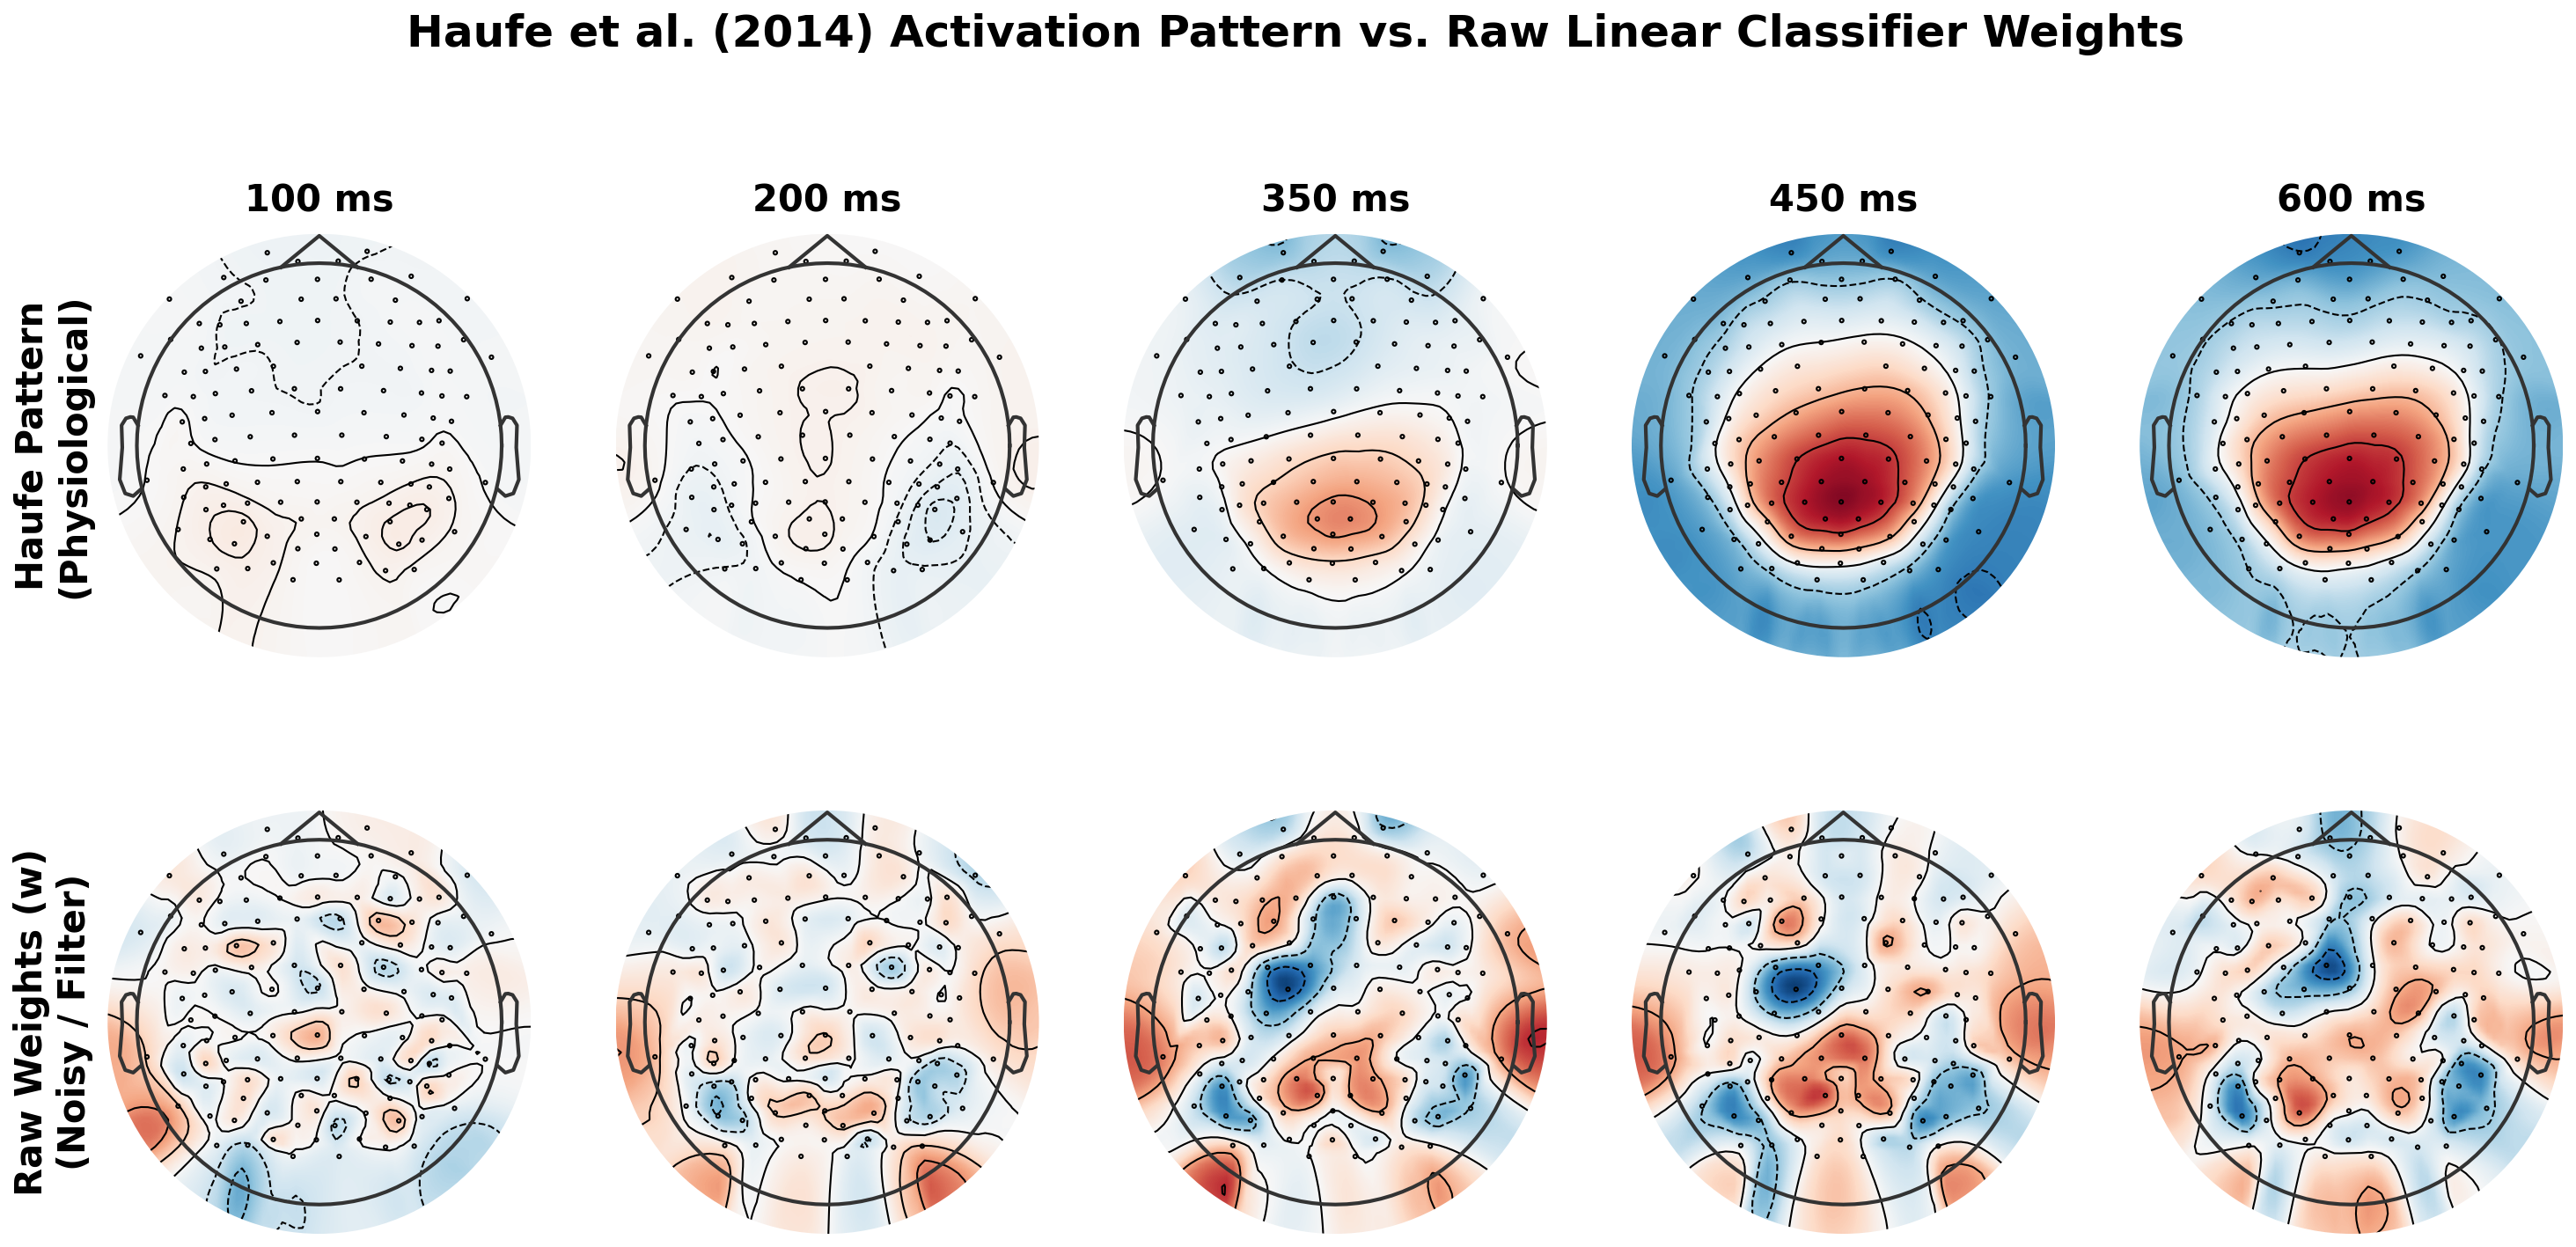 Haufe et al. (2014) Activation Pattern vs. Raw Linear Classifier Weights
100 ms
200 ms
350 ms
450 ms
600 ms
Haufe Pattern
(Physiological)
Raw Weights (w)
(Noisy / Filter)